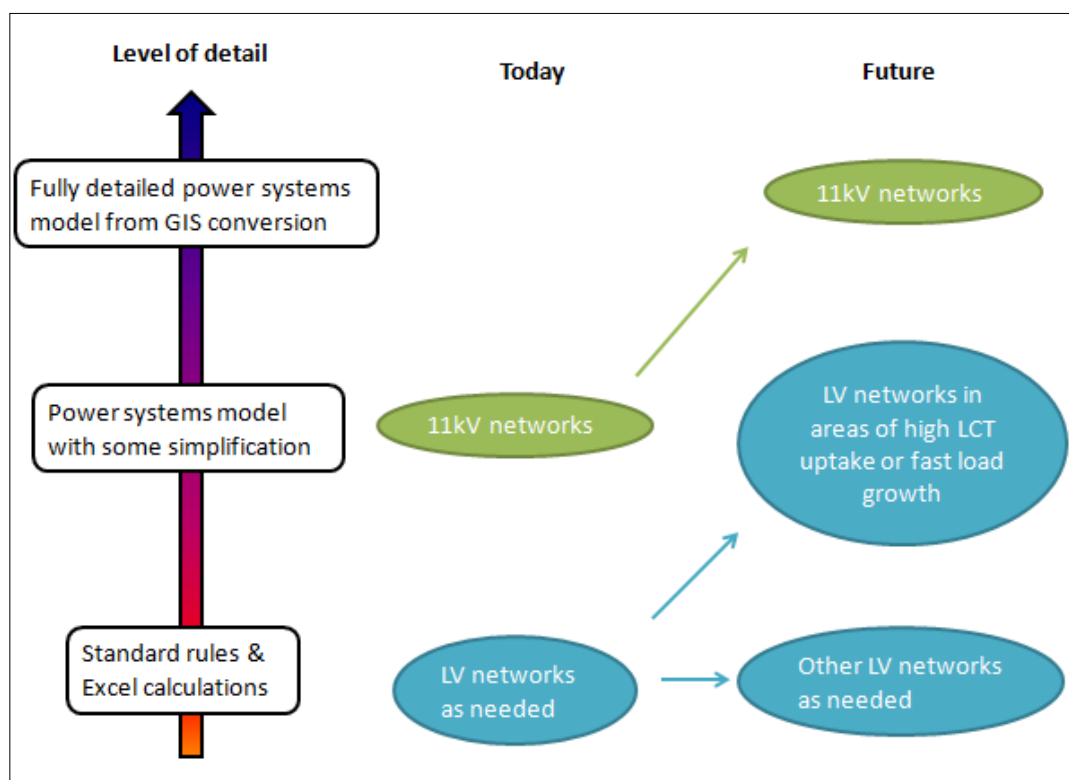 Level of detail
Today
Future
Fully detailed power systems
model from GIS conversion
11kV networks
Power systems model
with some simplification
11kV networks
LV networks in
areas of high LCT
uptake or fast load
growth
Standard rules &
Excel calculations
LV networks
as needed
Other LV networks
as needed